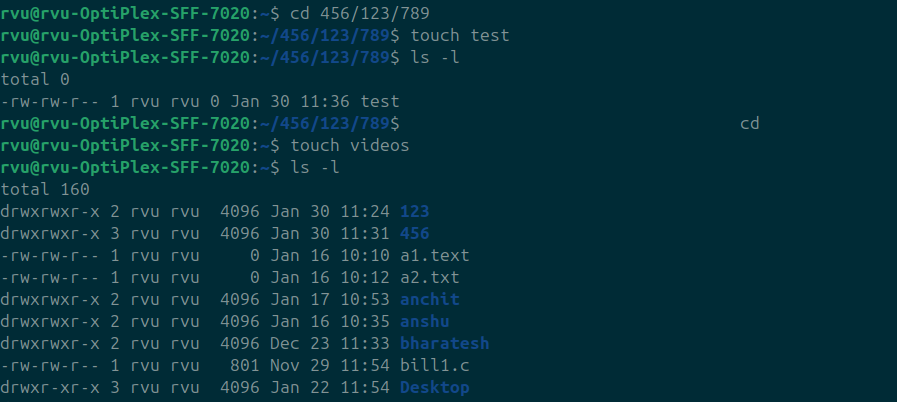 rvu@rvu-OptiPlex-SFF-7020:~$ cd 456/123/789
rvu@rvu-OptiPlex-SFF-7020:~/456/123/789$ touch test
rvu@rvu-OptiPlex-SFF-7020:~/456/123/789$ ls -l
total 0
-rw-rw-r-- 1 rvu rvu 0 Jan 30 11:36 test
rvu@rvu-OptiPlex-SFF-7020:~/456/123/789$                                  cd
rvu@rvu-OptiPlex-SFF-7020:~$ touch videos
rvu@rvu-OptiPlex-SFF-7020:~$ ls -l
total 160
drwxrwxr-x 2 rvu rvu  4096 Jan 30 11:24 123
drwxrwxr-x 3 rvu rvu  4096 Jan 30 11:31 456
-rw-rw-r-- 1 rvu rvu     0 Jan 16 10:10 a1.text
-rw-rw-r-- 1 rvu rvu     0 Jan 16 10:12 a2.txt
drwxrwxr-x 2 rvu rvu  4096 Jan 17 10:53 anchit
drwxrwxr-x 2 rvu rvu  4096 Jan 16 10:35 anshu
drwxrwxr-x 2 rvu rvu  4096 Dec 23 11:33 bharatesh
-rw-rw-r-- 1 rvu rvu   801 Nov 29 11:54 bill1.c
drwxr-xr-x 3 rvu rvu  4096 Jan 22 11:54 Desktop